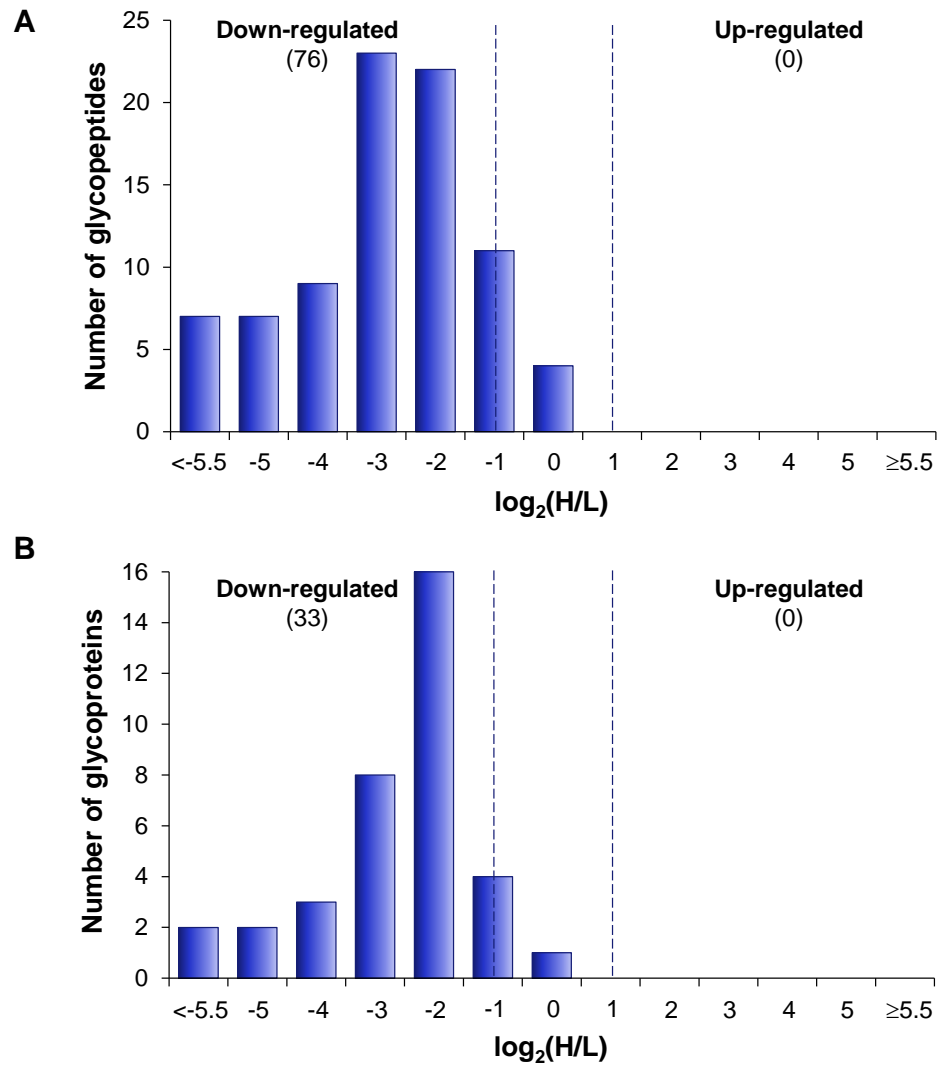 A
Down-regulated
(76)
Up-regulated
(0)
Number of glycopeptides
25
20
15
10
5
0
<-5.5 -5 -4 -3 -2 -1 0 1 2 3 4 5 ≥5.5
log₂(H/L)
B
Down-regulated
(33)
Up-regulated
(0)
Number of glycoproteins
16
14
12
10
8
6
4
2
0
<-5.5 -5 -4 -3 -2 -1 0 1 2 3 4 5 ≥5.5
log₂(H/L)